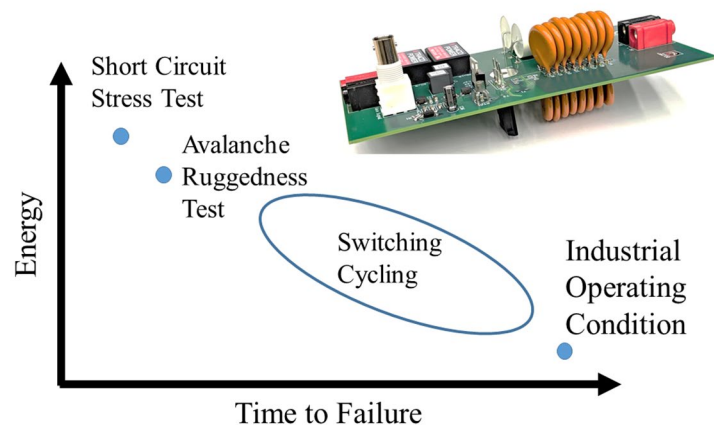 Short Circuit
Stress Test
Avalanche
Ruggedness
Test
Switching
Cycling
Industrial
Operating
Condition
Energy
Time to Failure